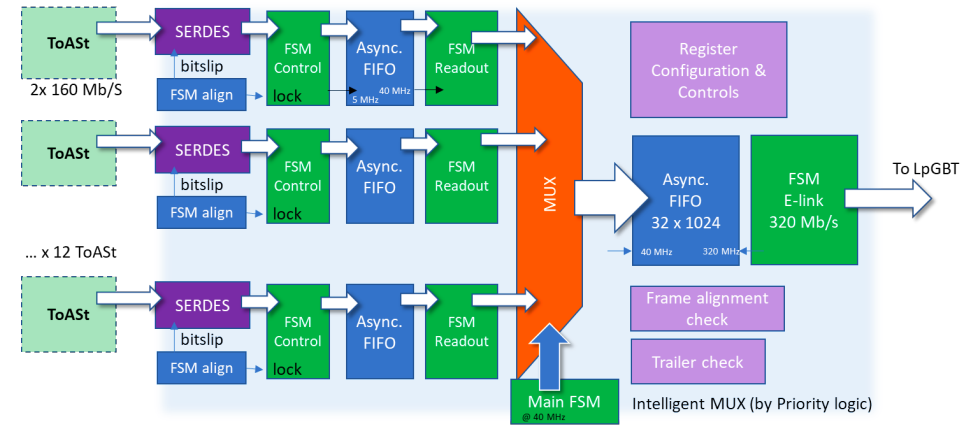 ToASt
2x 160 Mb/S
SERDES
bitslip
FSM align
lock
FSM
Control
Async.
FIFO
5 MHz
40 MHz
FSM
Readout
ToASt
SERDES
bitslip
FSM align
lock
FSM
Control
Async.
FIFO
FSM
Readout
... x 12 ToASt
ToASt
SERDES
bitslip
FSM align
lock
FSM
Control
Async.
FIFO
FSM
Readout
MUX
Main FSM
@ 40 MHz
Register
Configuration &
Controls
Async.
FIFO
32 x 1024
40 MHz
320 MHz
FSM
E-link
320 Mb/s
To LpGBT
Frame alignment
check
Trailer check
Intelligent MUX (by Priority logic)